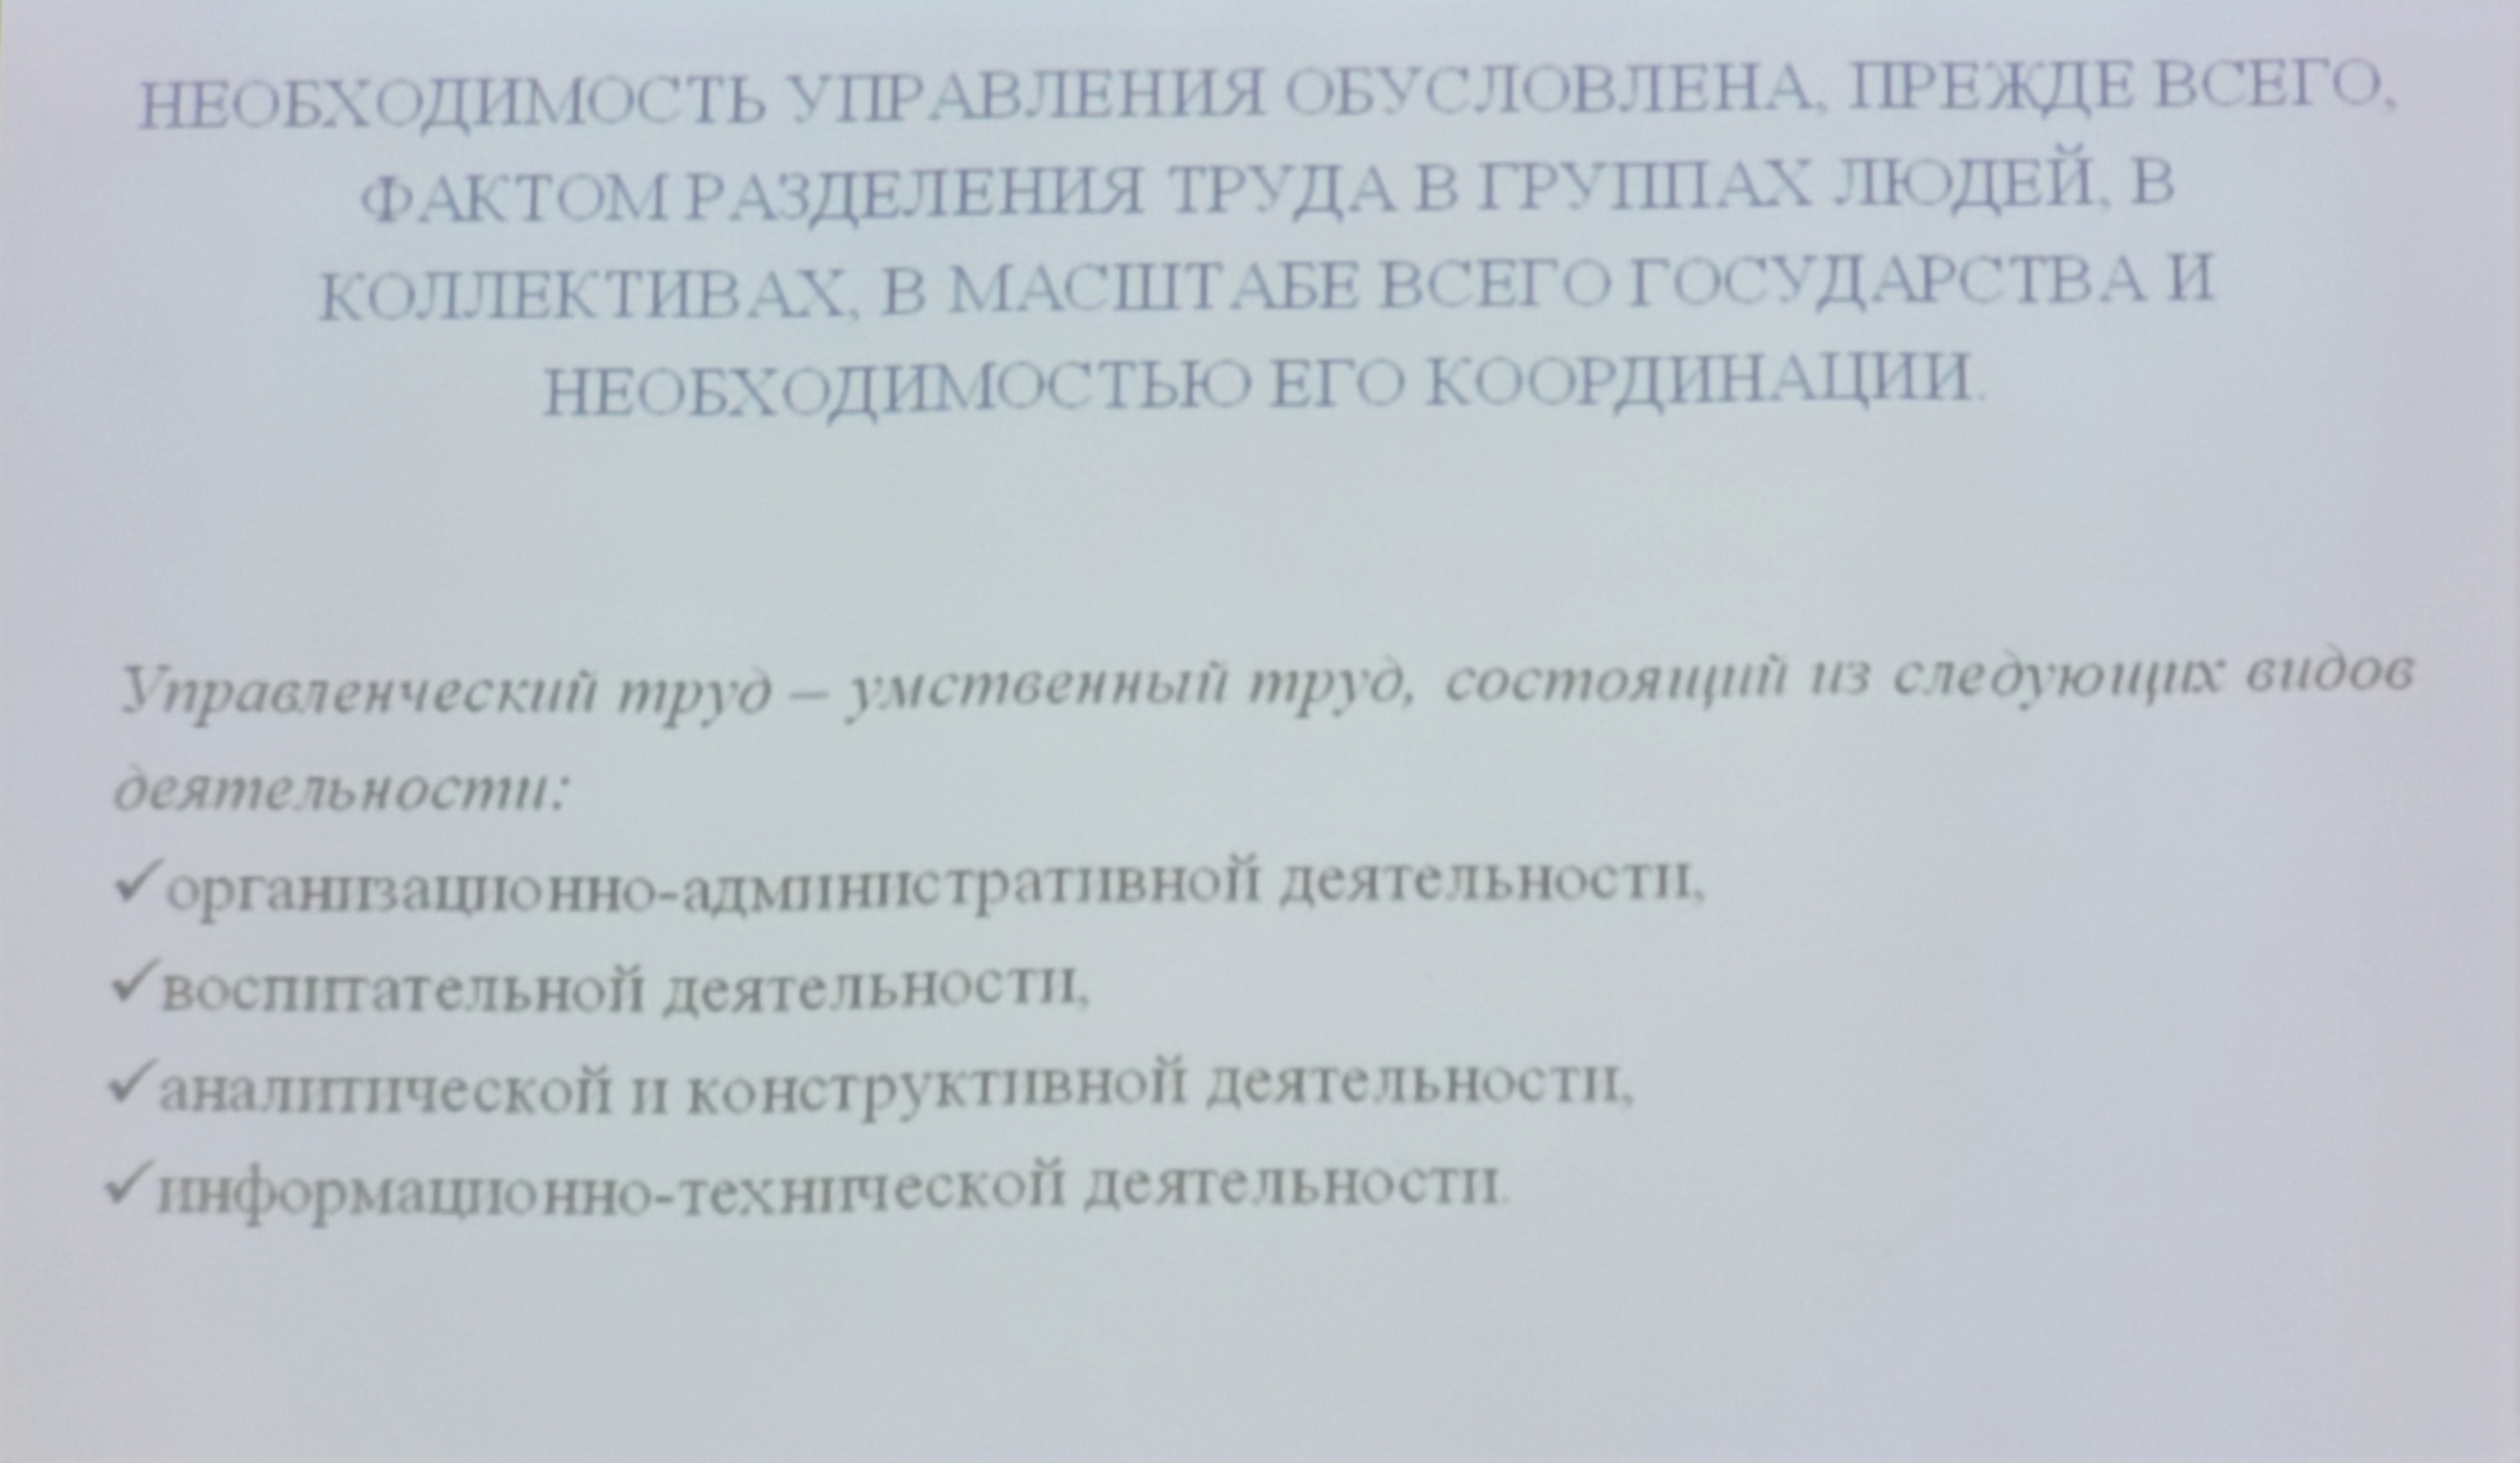 НЕОБХОДИМОСТЬ УПРАВЛЕНИЯ ОБУСЛОВЛЕНА, ПРЕЖДЕ ВСЕГО,
ФАКТОМ РАЗДЕЛЕНИЯ ТРУДА В ГРУППАХ ЛЮДЕЙ, В
КОЛЛЕКТИВАХ, В МАСШТАБЕ ВСЕГО ГОСУДАРСТВА И
НЕОБХОДИМОСТЬЮ ЕГО КООРДИНАЦИИ.
Управленческий труд – умственный труд, состоящий из следующих видов
деятельности:
✓организационно-административной деятельности,
✓воспитательной деятельности,
✓аналитической и конструктивной деятельности,
✓информационно-технической деятельности.